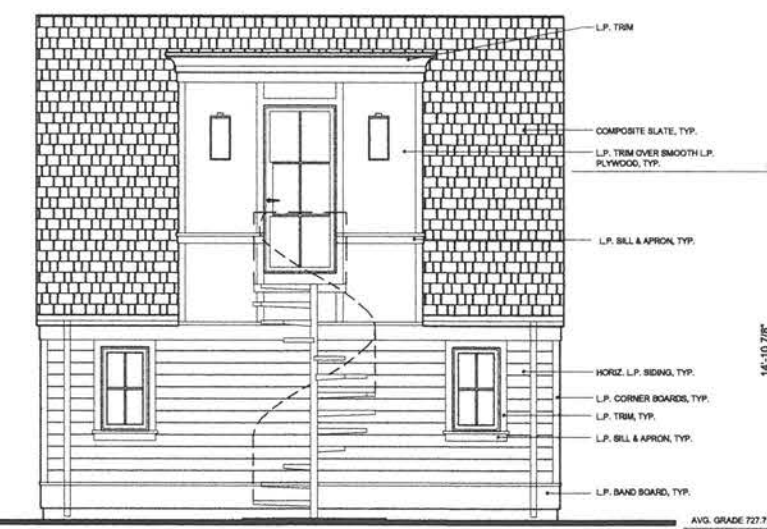 L.P. TRIM
COMPOSITE SLATE, TYP.
L.P. TRIM OVER SMOOTH L.P.
PLYWOOD, TYP.
L.P. SILL & APRON, TYP.
14'-10 7/8"
HORIZ. L.P. SIDING, TYP.
L.P. CORNER BOARDS, TYP.
L.P. TRIM, TYP.
L.P. SILL & APRON, TYP.
L.P. BAND BOARD, TYP.
AVG. GRADE 727.7